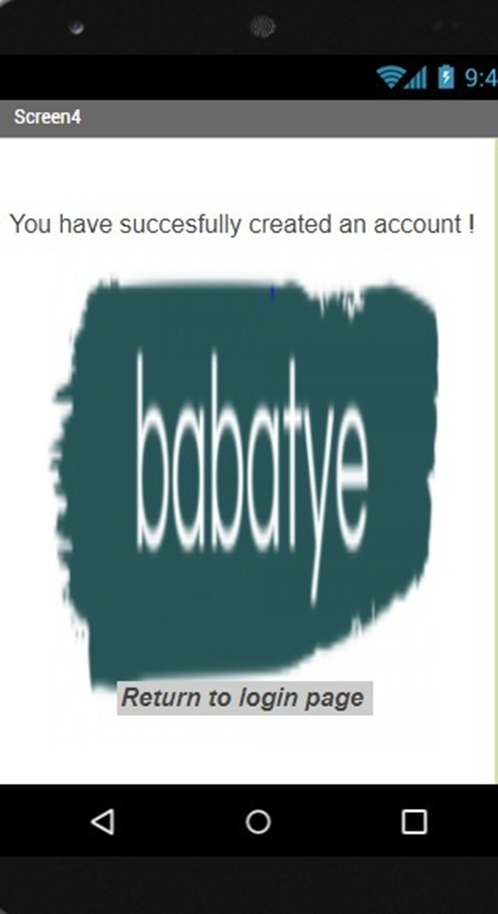 9:4
Screen4
You have succesfully created an account !
babatye
Return to login page